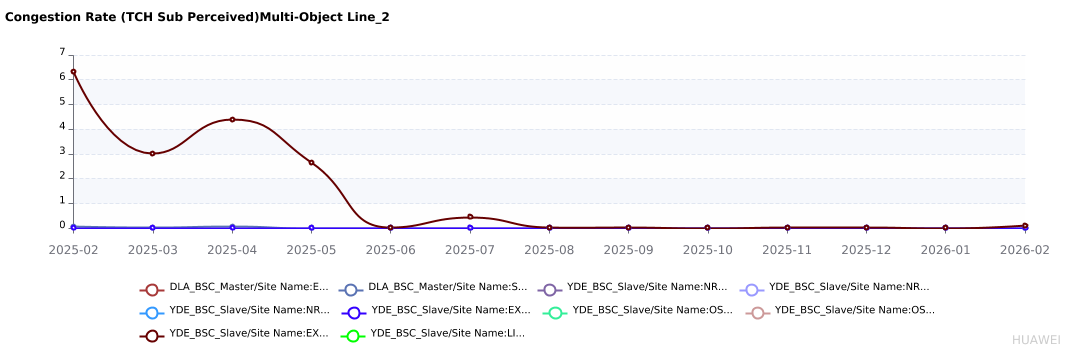 Congestion Rate (TCH Sub Perceived)Multi-Object Line_2
7
6
5
4
3
2
1
0
2025-02 2025-03 2025-04 2025-05 2025-06 2025-07 2025-08 2025-09 2025-10 2025-11 2025-12 2026-01 2026-02
DLA_BSC_Master/Site Name:E... DLA_BSC_Master/Site Name:S... YDE_BSC_Slave/Site Name:NR... YDE_BSC_Slave/Site Name:NR...
YDE_BSC_Slave/Site Name:NR... YDE_BSC_Slave/Site Name:EX... YDE_BSC_Slave/Site Name:OS... YDE_BSC_Slave/Site Name:OS...
YDE_BSC_Slave/Site Name:EX... YDE_BSC_Slave/Site Name:LI...
HUAWEI